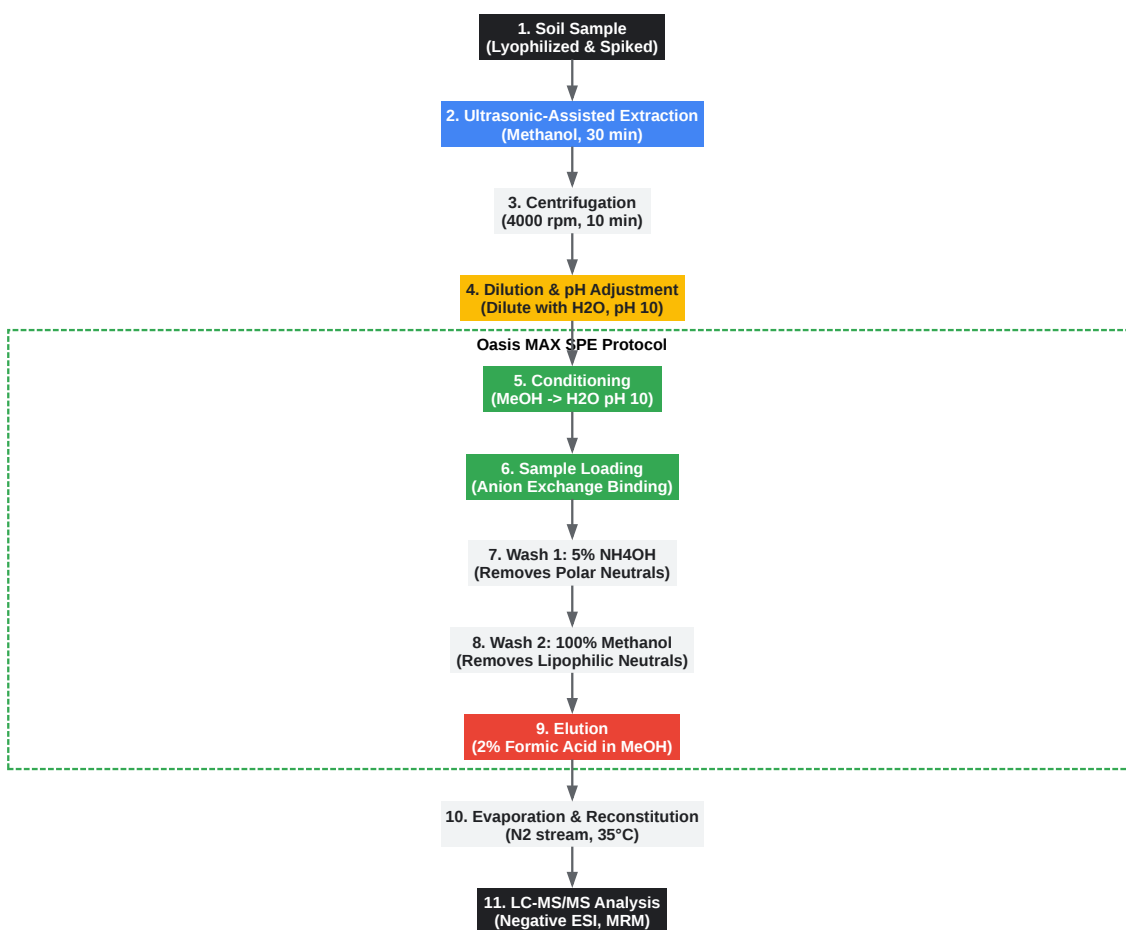 1. Soil Sample
(Lyophilized & Spiked)
2. Ultrasonic-Assisted Extraction
(Methanol, 30 min)
3. Centrifugation
(4000 rpm, 10 min)
4. Dilution & pH Adjustment
(Dilute with H2O, pH 10)
Oasis MAX SPE Protocol
5. Conditioning
(MeOH -> H2O pH 10)
6. Sample Loading
(Anion Exchange Binding)
7. Wash 1: 5% NH4OH
(Removes Polar Neutrals)
8. Wash 2: 100% Methanol
(Removes Lipophilic Neutrals)
9. Elution
(2% Formic Acid in MeOH)
10. Evaporation & Reconstitution
(N2 stream, 35°C)
11. LC-MS/MS Analysis
(Negative ESI, MRM)